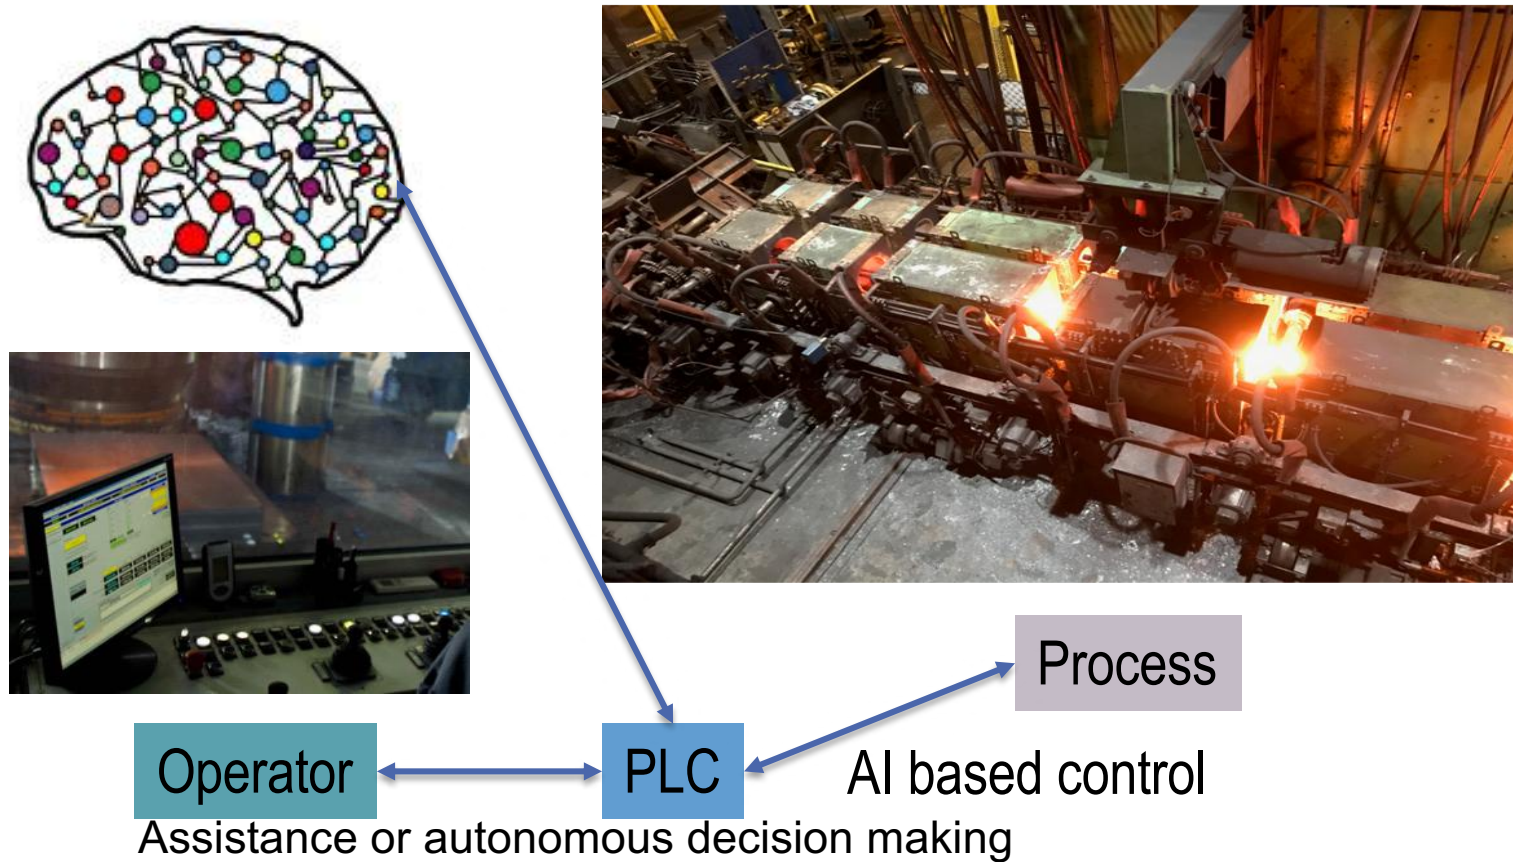 Process
Operator
PLC
AI based control
Assistance or autonomous decision making